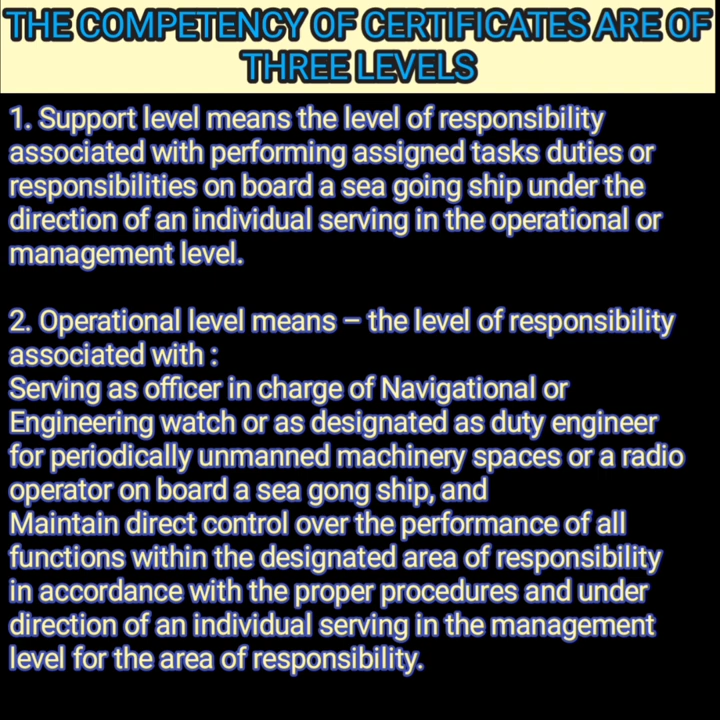 THE COMPETENCY OF CERTIFICATES ARE OF
THREE LEVELS
1. Support level means the level of responsibility
associated with performing assigned tasks duties or
responsibilities on board a sea going ship under the
direction of an individual serving in the operational or
management level.
2. Operational level means – the level of responsibility
associated with :
Serving as officer in charge of Navigational or
Engineering watch or as designated as duty engineer
for periodically unmanned machinery spaces or a radio
operator on board a sea gong ship, and
Maintain direct control over the performance of all
functions within the designated area of responsibility
in accordance with the proper procedures and under
direction of an individual serving in the management
level for the area of responsibility.